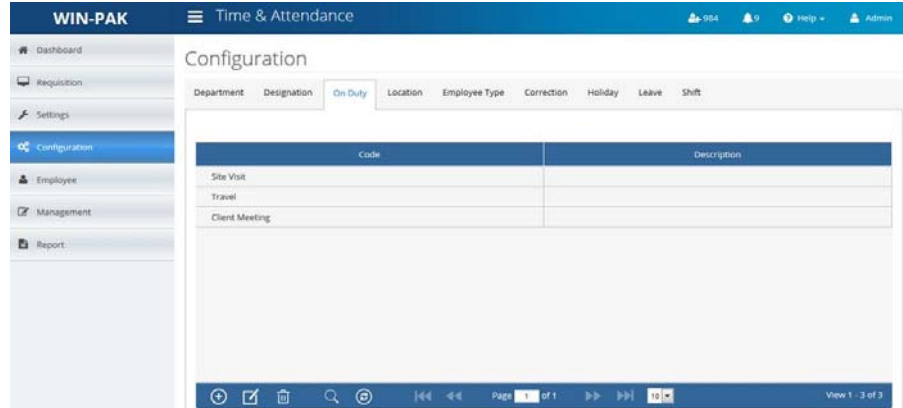 WIN-PAK
Time & Attendance
984
9
Help
Admin
Dashboard
Requisition
Settings
Configuration
Employee
Management
Report
Configuration
Department Designation On Duty Location Employee Type Correction Holiday Leave Shift
Code Description
Site Visit
Travel
Client Meeting
Page 1 of 1 10 View 1 - 3 of 3